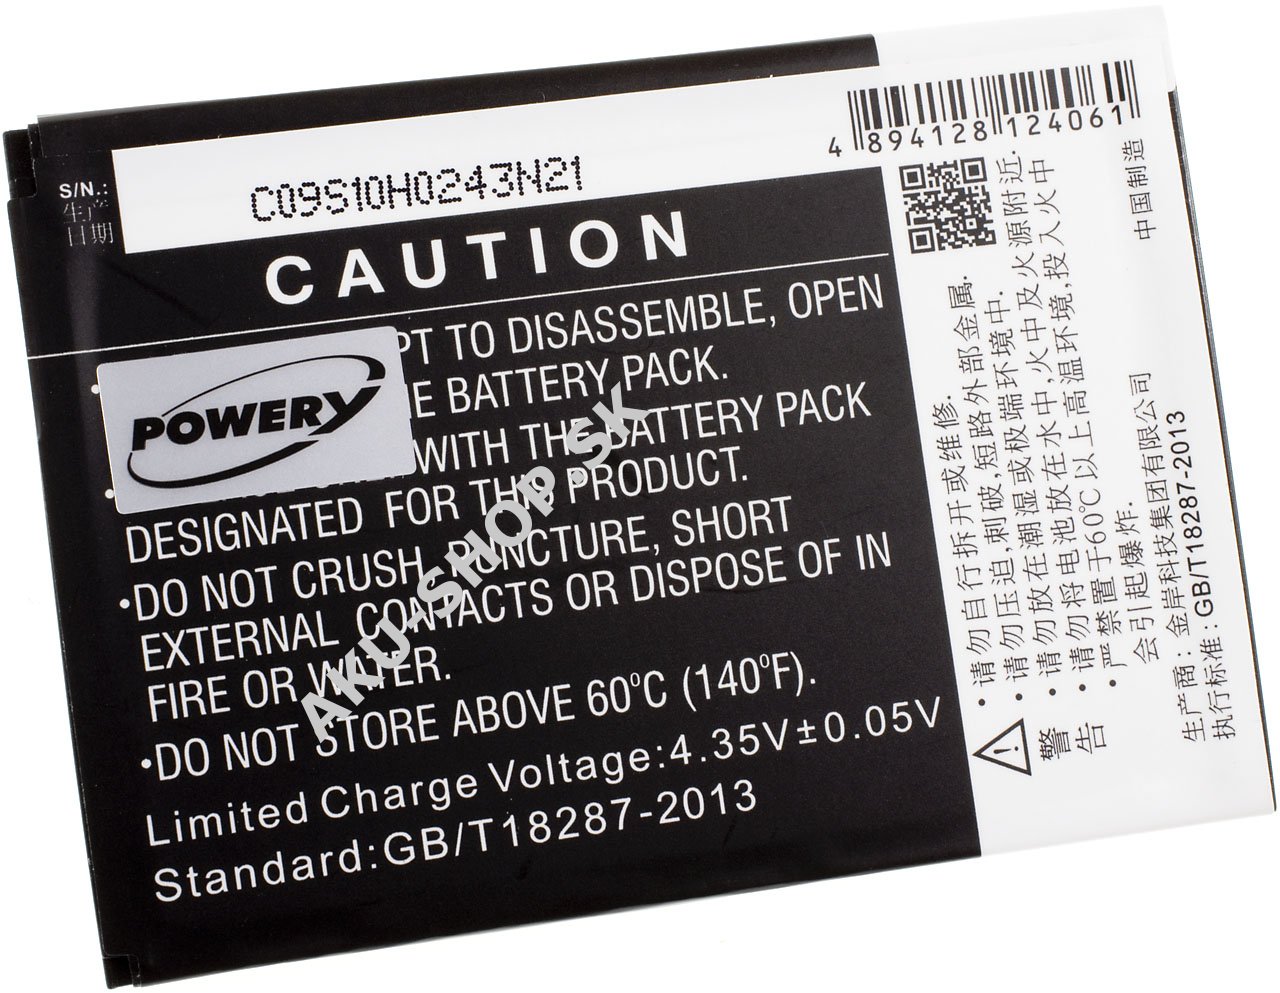 S/N.:
生产
日期
C09S10H0243N21
4 894128 124061
CAUTION
PT TO DISASSEMBLE, OPEN
E BATTERY PACK.
WITH THE BATTERY PACK
DESIGNATED FOR THE PRODUCT.
•DO NOT CRUSH, PUNCTURE, SHORT
EXTERNAL CONTACTS OR DISPOSE OF IN
FIRE OR WATER.
•DO NOT STORE ABOVE 60°C (140°F).
Limited Charge Voltage:4.35V±0.05V
Standard:GB/T18287-2013
POWERY
AKU-SHOP.SK
警告
•请勿自行拆开或维修.
•请勿压迫,刺破,短路外部金属.
•请勿放在潮湿或极端环境中.
•请勿将电池放在水中,火中及火源附近.
•严禁置于60℃以上高温环境,投入火中
会引起爆炸.
生产商: 金岸科技集团有限公司
执行标准: GB/T18287-2013
中国制造